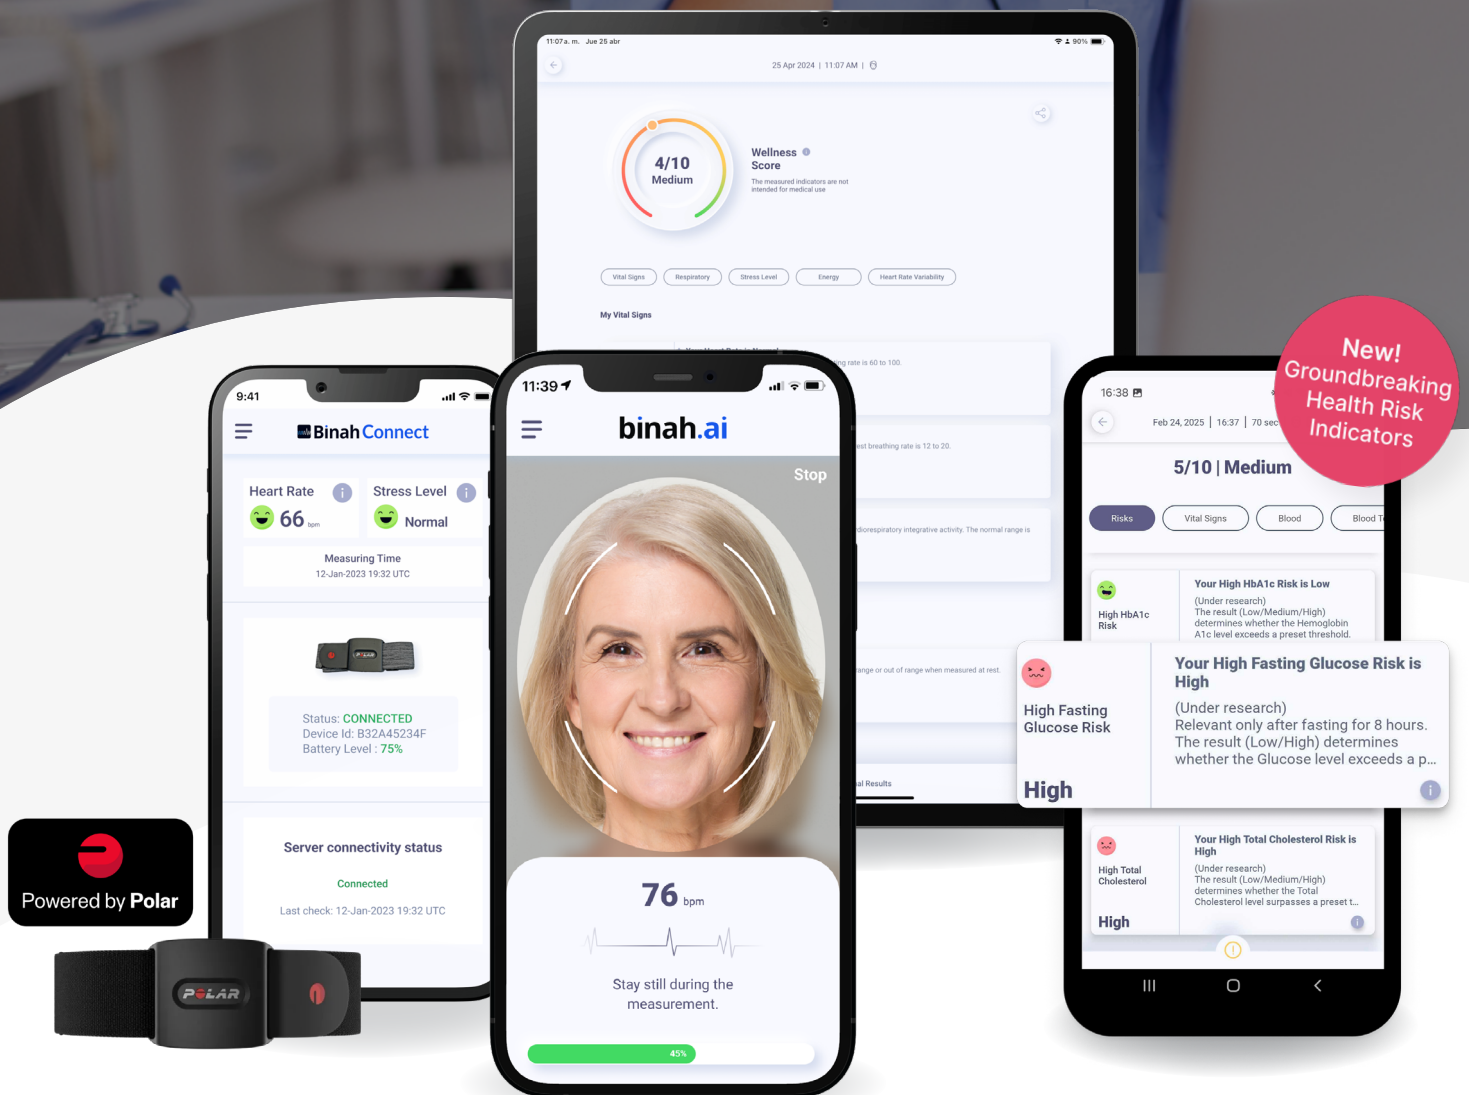 11:07 a. m. Jue 25 abr
90%
25 Apr 2024 | 11:07 AM |
4/10
Medium
Wellness
Score
The measured indicators are not
intended for medical use
Vital Signs
Respiratory
Stress Level
Energy
Heart Rate Variability
My Vital Signs
rate is 60 to 100.
est breathing rate is 12 to 20.
diorespiratory integrative activity. The normal range is
ange or out of range when measured at rest.
al Results
9:41
Binah Connect
Heart Rate
66 bpm
Stress Level
Normal
Measuring Time
12-Jan-2023 19:32 UTC
POLAR
Status: CONNECTED
Device Id: B32A45234F
Battery Level : 75%
Server connectivity status
Connected
Last check: 12-Jan-2023 19:32 UTC
Powered by Polar
POLAR
11:39
binah.ai
Stop
76 bpm
Stay still during the
measurement.
45%
New!
Groundbreaking
Health Risk
Indicators
16:38
Feb 24, 2025 | 16:37 | 70 sec
5/10 | Medium
Risks
Vital Signs
Blood
Blood T
High HbA1c
Risk
Your High HbA1c Risk is Low
(Under research)
The result (Low/Medium/High)
determines whether the Hemoglobin
A1c level exceeds a preset threshold.
High Fasting
Glucose Risk
High
Your High Fasting Glucose Risk is
High
(Under research)
Relevant only after fasting for 8 hours.
The result (Low/High) determines
whether the Glucose level exceeds a p...
High Total
Cholesterol
High
Your High Total Cholesterol Risk is
High
(Under research)
The result (Low/Medium/High)
determines whether the Total
Cholesterol level surpasses a preset t...